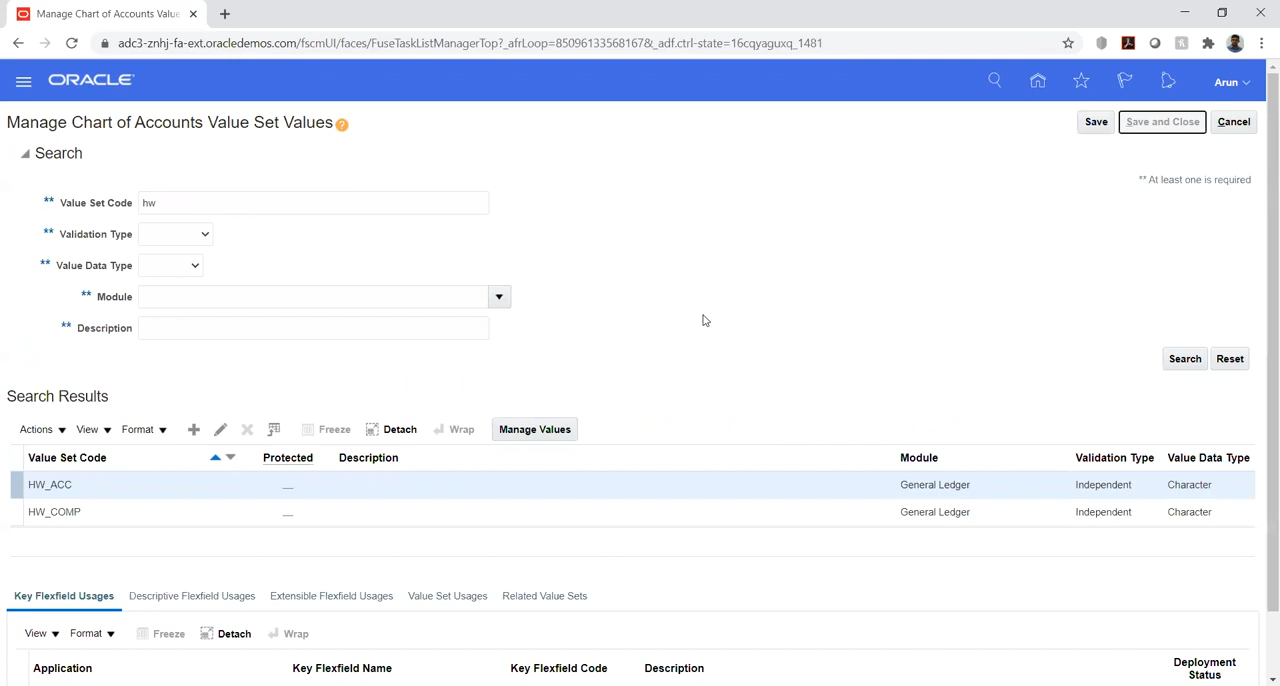 Manage Chart of Accounts Value
adc3-znhj-fa-ext.oracledemos.com/fscmUI/faces/FuseTaskListManagerTop?_afrLoop=850961335681678&_adf.ctrl-state=16cqyaguxq_1481
ORACLE
Arun
Manage Chart of Accounts Value Set Values
Save Save and Close Cancel
Search
** At least one is required
** Value Set Code hw
** Validation Type
** Value Data Type
** Module
** Description
Search Reset
Search Results
Actions View Format Freeze Detach Wrap Manage Values
Value Set Code Protected Description Module Validation Type Value Data Type
HW_ACC General Ledger Independent Character
HW_COMP General Ledger Independent Character
Key Flexfield Usages Descriptive Flexfield Usages Extensible Flexfield Usages Value Set Usages Related Value Sets
View Format Freeze Detach Wrap
Application Key Flexfield Name Key Flexfield Code Description Deployment Status